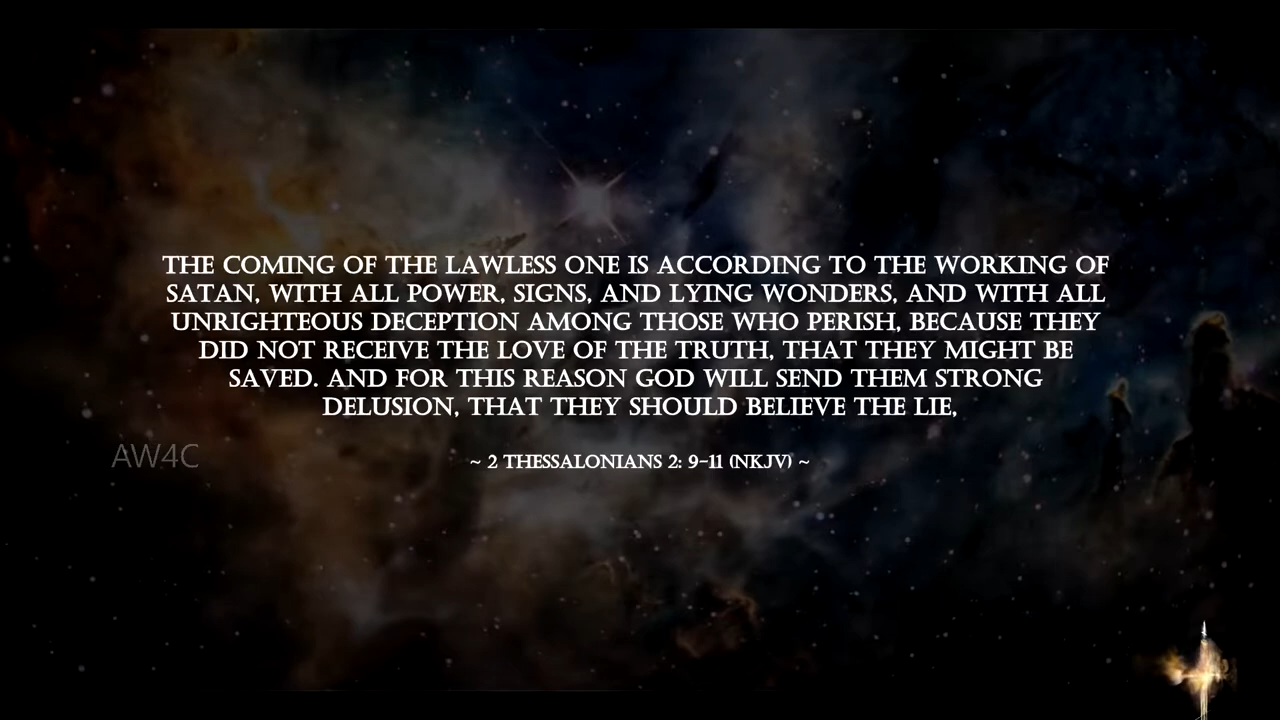 THE COMING OF THE LAWLESS ONE IS ACCORDING TO THE WORKING OF
SATAN, WITH ALL POWER, SIGNS, AND LYING WONDERS, AND WITH ALL
UNRIGHTEOUS DECEPTION AMONG THOSE WHO PERISH, BECAUSE THEY
DID NOT RECEIVE THE LOVE OF THE TRUTH, THAT THEY MIGHT BE
SAVED. AND FOR THIS REASON GOD WILL SEND THEM STRONG
DELUSION, THAT THEY SHOULD BELIEVE THE LIE,
AW4C
~ 2 THESSALONIANS 2: 9-11 (NKJV) ~